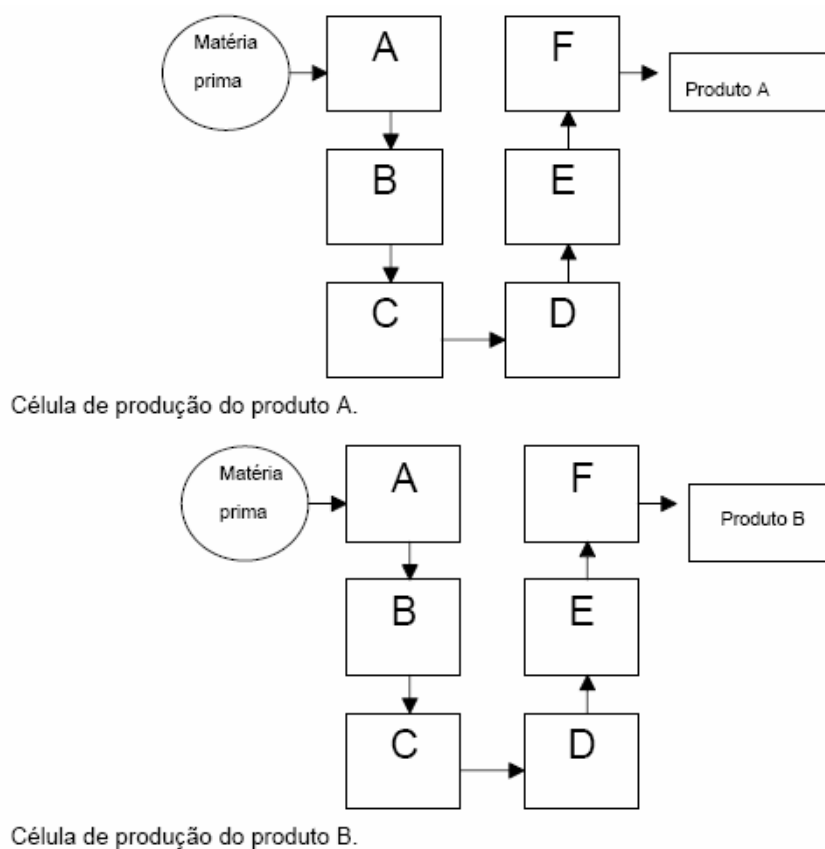 Matéria
prima
A
F
Produto A
B
E
C
D
Célula de produção do produto A.
Matéria
prima
A
F
Produto B
B
E
C
D
Célula de produção do produto B.